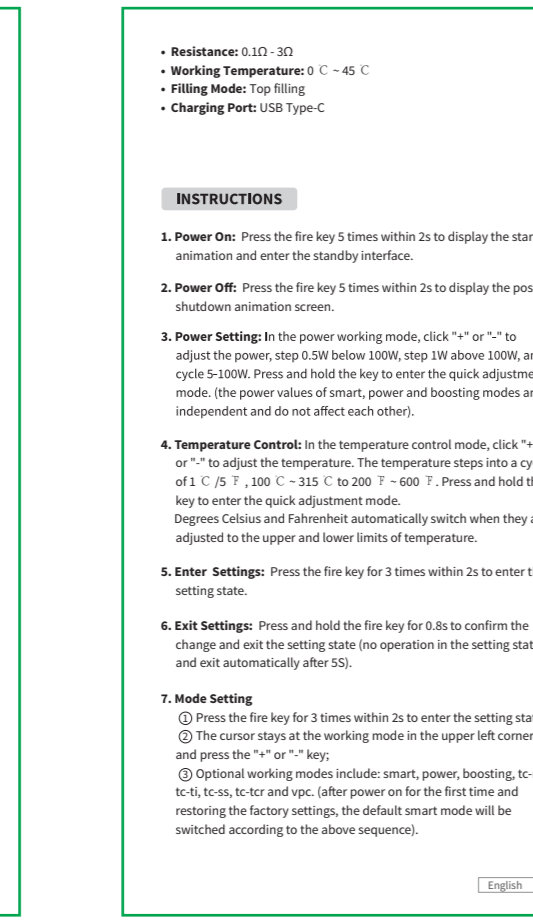 • Resistance: 0.1Ω - 3Ω
• Working Temperature: 0 ℃ ~ 45 ℃
• Filling Mode: Top filling
• Charging Port: USB Type-C
INSTRUCTIONS
1. Power On: Press the fire key 5 times within 2s to display the
animation and enter the standby interface.
2. Power Off: Press the fire key 5 times within 2s to display the
shutdown animation screen.
3. Power Setting: In the power working mode, click "+" or "-" to
adjust the power, step 0.5W below 100W, step 1W above 100W,
cycle 5-100W. Press and hold the key to enter the quick
mode. (the power values of smart, power and boosting modes
independent and do not affect each other).
4. Temperature Control: In the temperature control mode, click "+
or "-" to adjust the temperature. The temperature steps into a
of 1 ℃ /5 ℉ , 100 ℃ ~ 315 ℃ to 200 ℉ ~ 600 ℉ . Press and hold
key to enter the quick adjustment mode.
Degrees Celsius and Fahrenheit automatically switch when they
adjusted to the upper and lower limits of temperature.
5. Enter Settings: Press the fire key for 3 times within 2s to enter
setting state.
6. Exit Settings: Press and hold the fire key for 0.8s to confirm the
change and exit the setting state (no operation in the setting
and exit automatically after 5S).
7. Mode Setting
① Press the fire key for 3 times within 2s to enter the setting
② The cursor stays at the working mode in the upper left corner
and press the "+" or "-" key;
③ Optional working modes include: smart, power, boosting, tc-
tc-ti, tc-ss, tc-tcr and vpc. (after power on for the first time and
restoring the factory settings, the default smart mode will be
switched according to the above sequence).
English